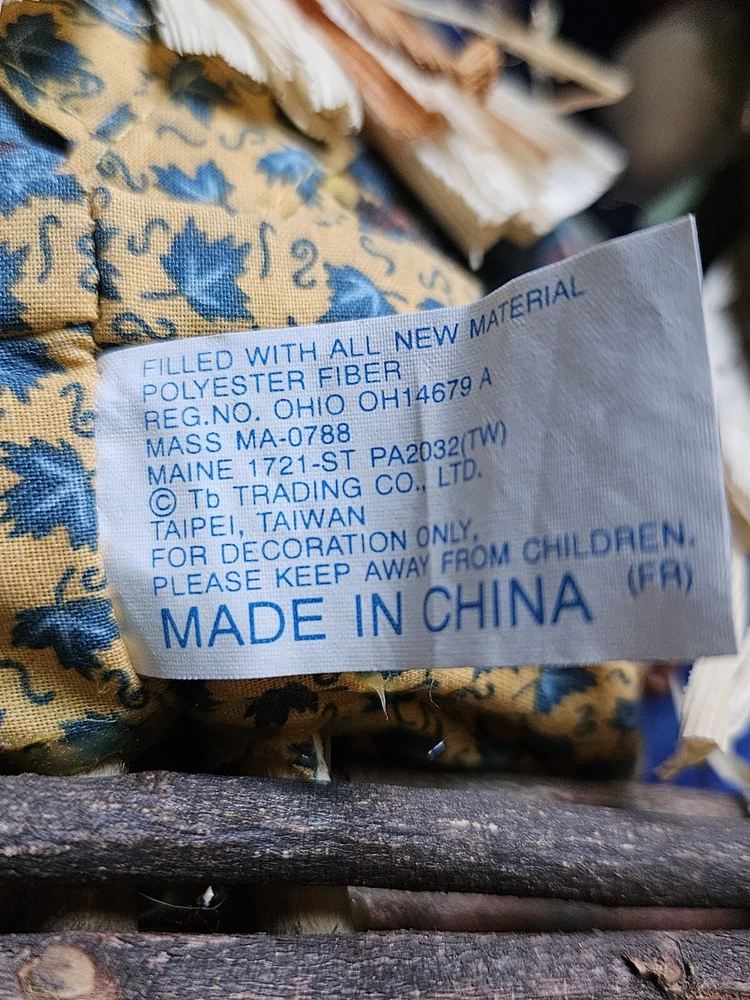 FILLED WITH ALL NEW MATERIAL
POLYESTER FIBER
REG.NO. OHIO OH14679 A
MASS MA-0788
MAINE 1721-ST PA2032(TW)
© Tb TRADING CO., LTD.
TAIPEI, TAIWAN
FOR DECORATION ONLY,
PLEASE KEEP AWAY FROM CHILDREN.
MADE IN CHINA (FR)